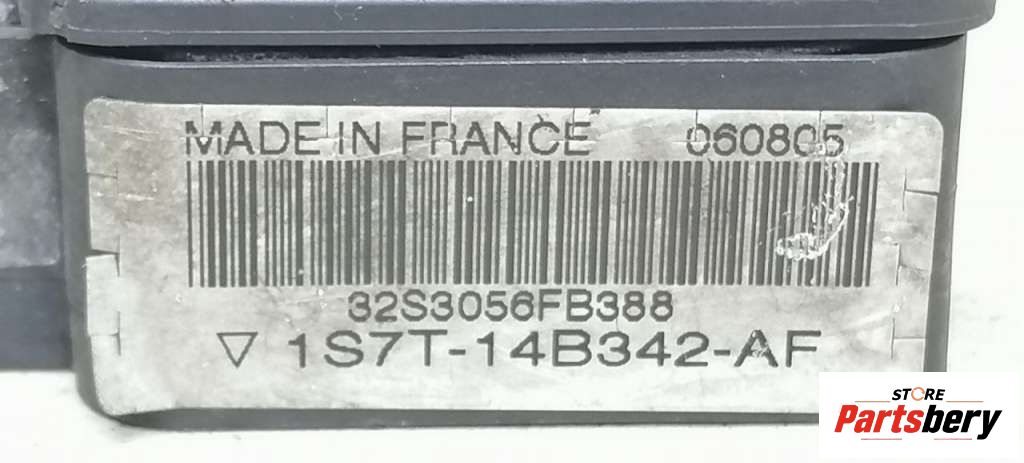 MADE IN FRANCE 060805
32S3056FB388
▽ 1S7T-14B342-AF
STORE
Partsbery